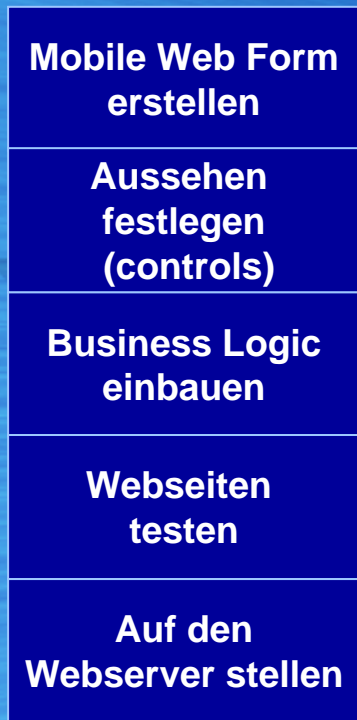 Mobile Web Form
erstellen
Aussehen
festlegen
(controls)
Business Logic
einbauen
Webseiten
testen
Auf den
Webserver stellen